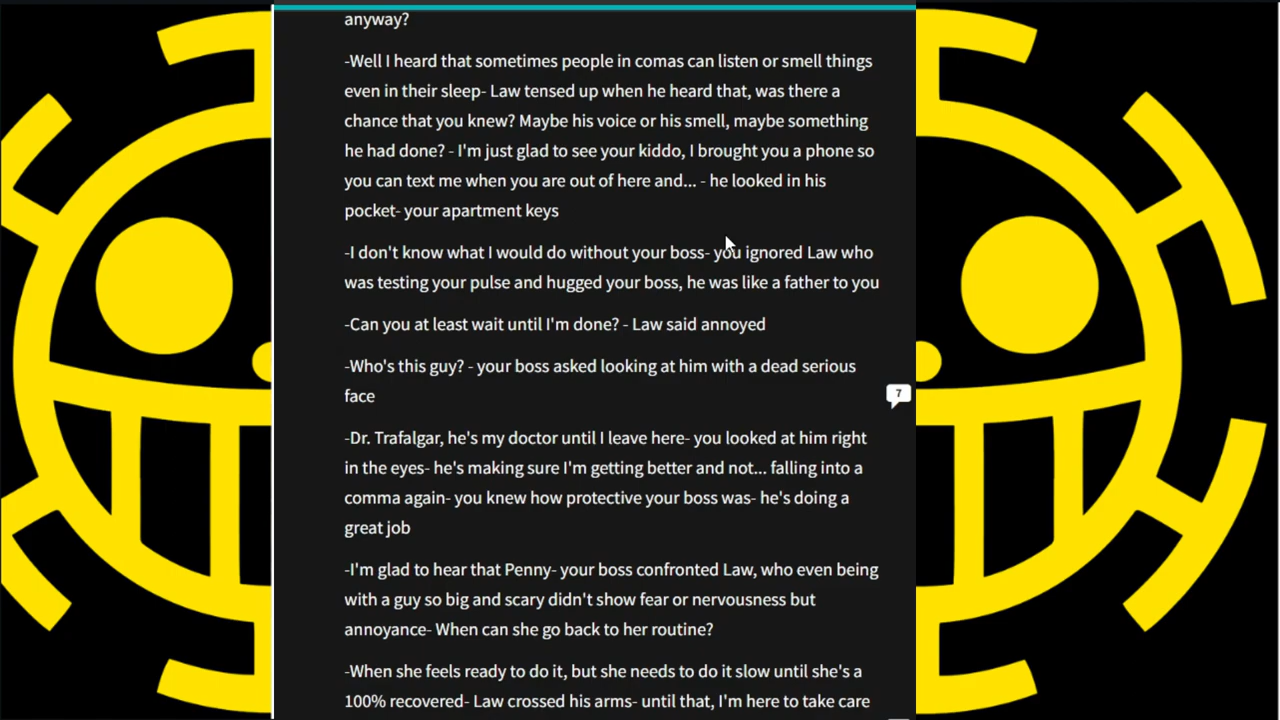 anyway?
-Well I heard that sometimes people in comas can listen or smell things
even in their sleep- Law tensed up when he heard that, was there a
chance that you knew? Maybe his voice or his smell, maybe something
he had done? - I'm just glad to see your kiddo, I brought you a phone so
you can text me when you are out of here and... - he looked in his
pocket- your apartment keys
-I don't know what I would do without your boss- you ignored Law who
was testing your pulse and hugged your boss, he was like a father to you
-Can you at least wait until I'm done? - Law said annoyed
-Who's this guy? - your boss asked looking at him with a dead serious
face
7
-Dr. Trafalgar, he's my doctor until I leave here- you looked at him right
in the eyes- he's making sure I'm getting better and not... falling into a
comma again- you knew how protective your boss was- he's doing a
great job
-I'm glad to hear that Penny- your boss confronted Law, who even being
with a guy so big and scary didn't show fear or nervousness but
annoyance- When can she go back to her routine?
-When she feels ready to do it, but she needs to do it slow until she's a
100% recovered- Law crossed his arms- until that, I'm here to take care